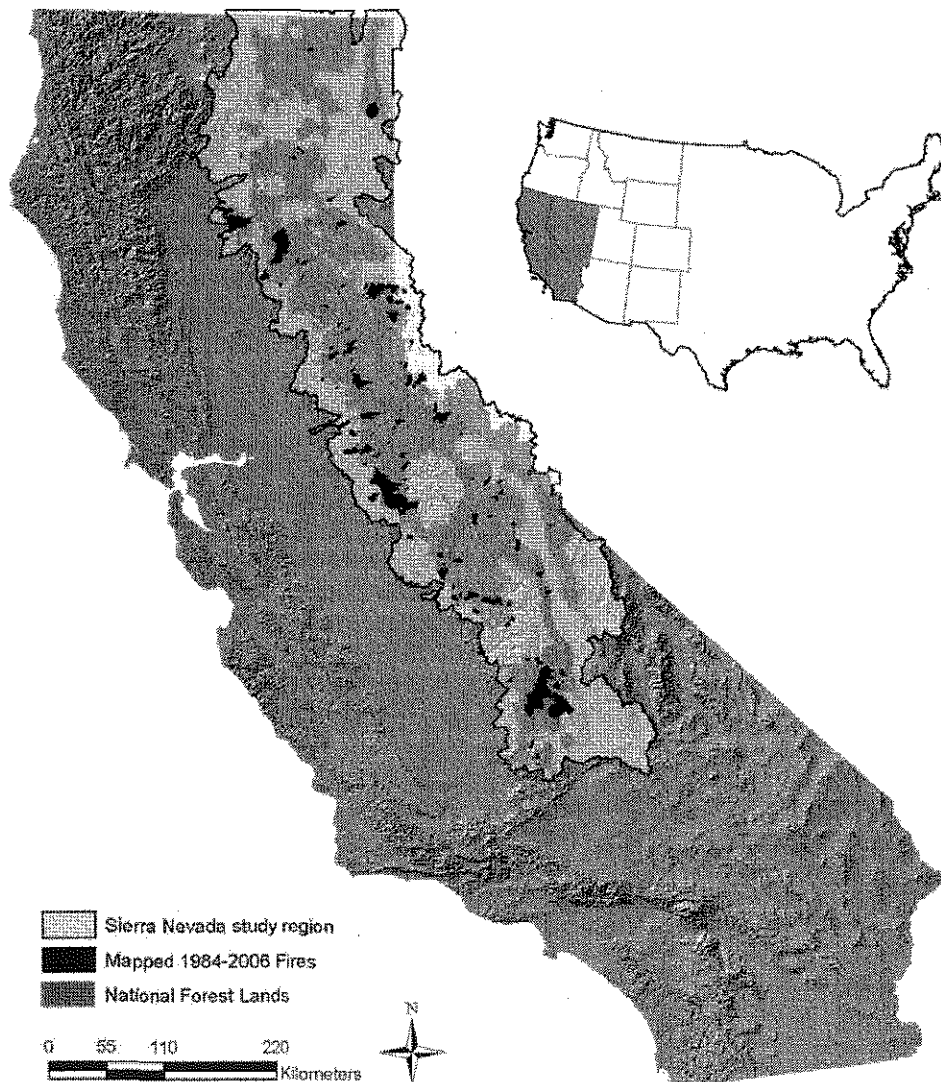 Sierra Nevada study region
Mapped 1984-2006 Fires
National Forest Lands
N
0 55 110 220
Kilometers